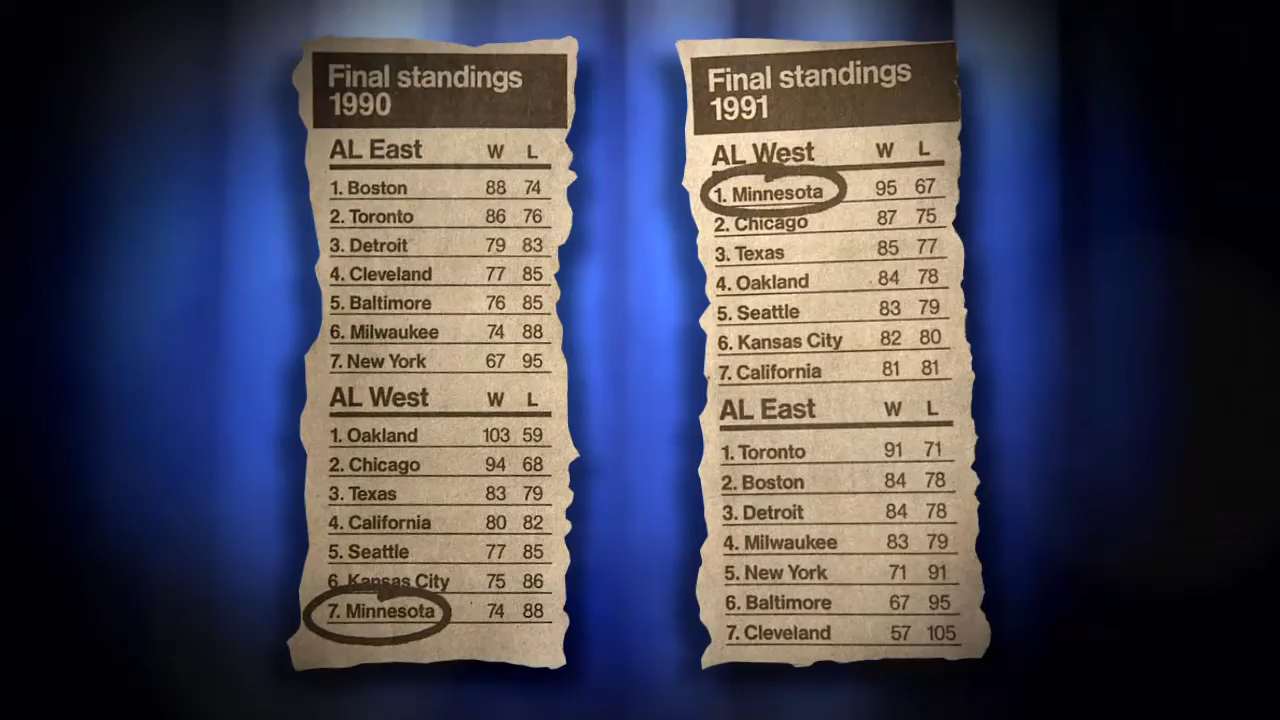 Final standings
1990
AL East W L
1. Boston 88 74
2. Toronto 86 76
3. Detroit 79 83
4. Cleveland 77 85
5. Baltimore 76 85
6. Milwaukee 74 88
7. New York 67 95
AL West W L
1. Oakland 103 59
2. Chicago 94 68
3. Texas 83 79
4. California 80 82
5. Seattle 77 85
6. Kansas City 75 86
7. Minnesota 74 88
Final standings
1991
AL West W L
1. Minnesota 95 67
2. Chicago 87 75
3. Texas 85 77
4. Oakland 84 78
5. Seattle 83 79
6. Kansas City 82 80
7. California 81 81
AL East W L
1. Toronto 91 71
2. Boston 84 78
3. Detroit 84 78
4. Milwaukee 83 79
5. New York 71 91
6. Baltimore 67 95
7. Cleveland 57 105